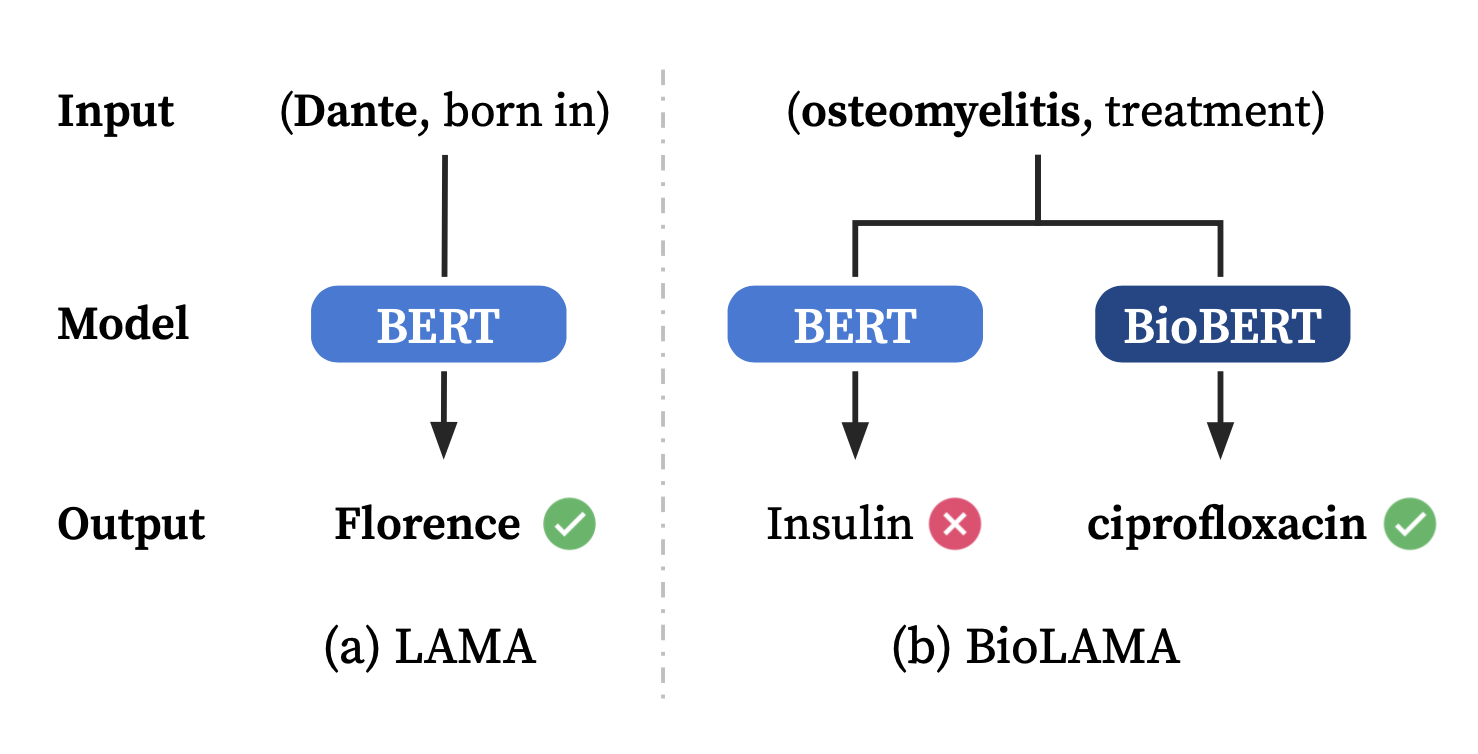 Input (Dante, born in) (osteomyelitis, treatment)
Model BERT BERT BioBERT
Output Florence Insulin ciprofloxacin
(a) LAMA (b) BioLAMA